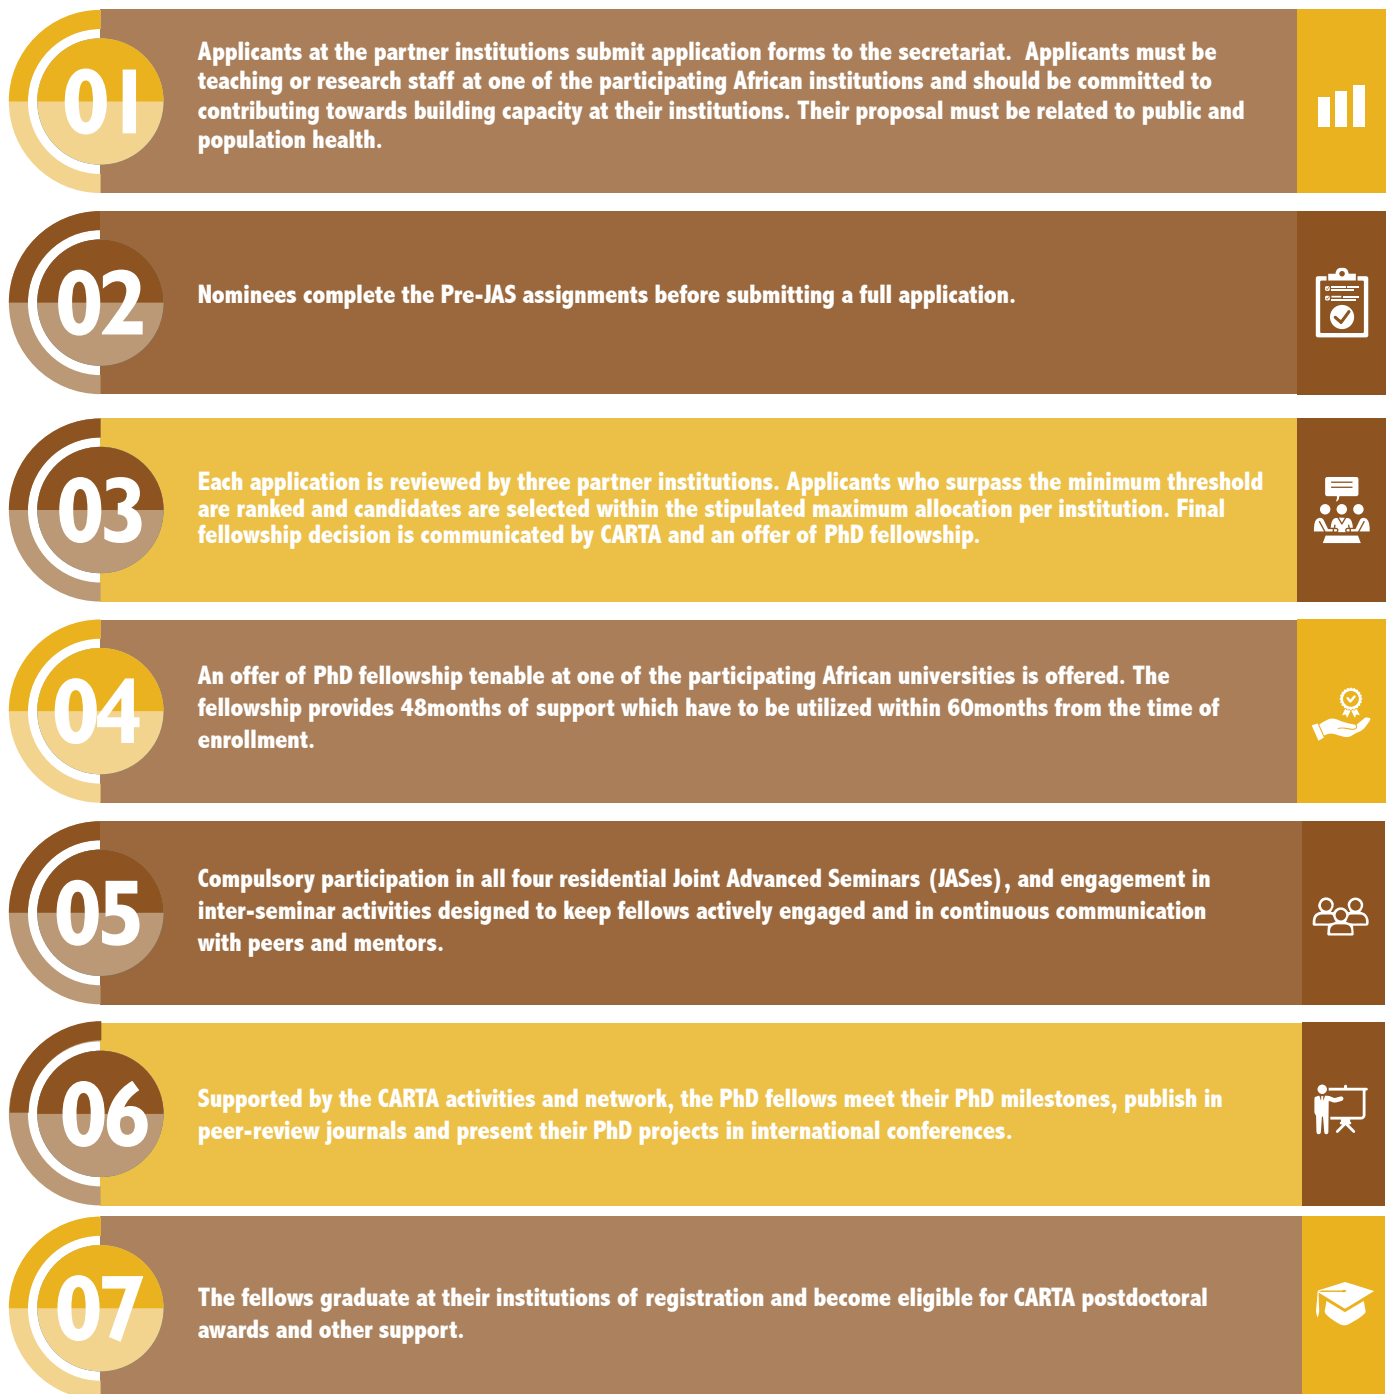 01
Applicants at the partner institutions submit application forms to the secretariat.  Applicants must be
teaching or research staff at one of the participating African institutions and should be committed to
contributing towards building capacity at their institutions. Their proposal must be related to public and
population health.
02
Nominees complete the Pre-JAS assignments before submitting a full application.
03
Each application is reviewed by three partner institutions. Applicants who surpass the minimum threshold
are ranked and candidates are selected within the stipulated maximum allocation per institution. Final
fellowship decision is communicated by CARTA and an offer of PhD fellowship.
04
An offer of PhD fellowship tenable at one of the participating African universities is offered. The
fellowship provides 48months of support which have to be utilized within 60months from the time of
enrollment.
05
Compulsory participation in all four residential Joint Advanced Seminars (JASes), and engagement in
inter-seminar activities designed to keep fellows actively engaged and in continuous communication
with peers and mentors.
06
Supported by the CARTA activities and network, the PhD fellows meet their PhD milestones, publish in
peer-review journals and present their PhD projects in international conferences.
07
The fellows graduate at their institutions of registration and become eligible for CARTA postdoctoral
awards and other support.